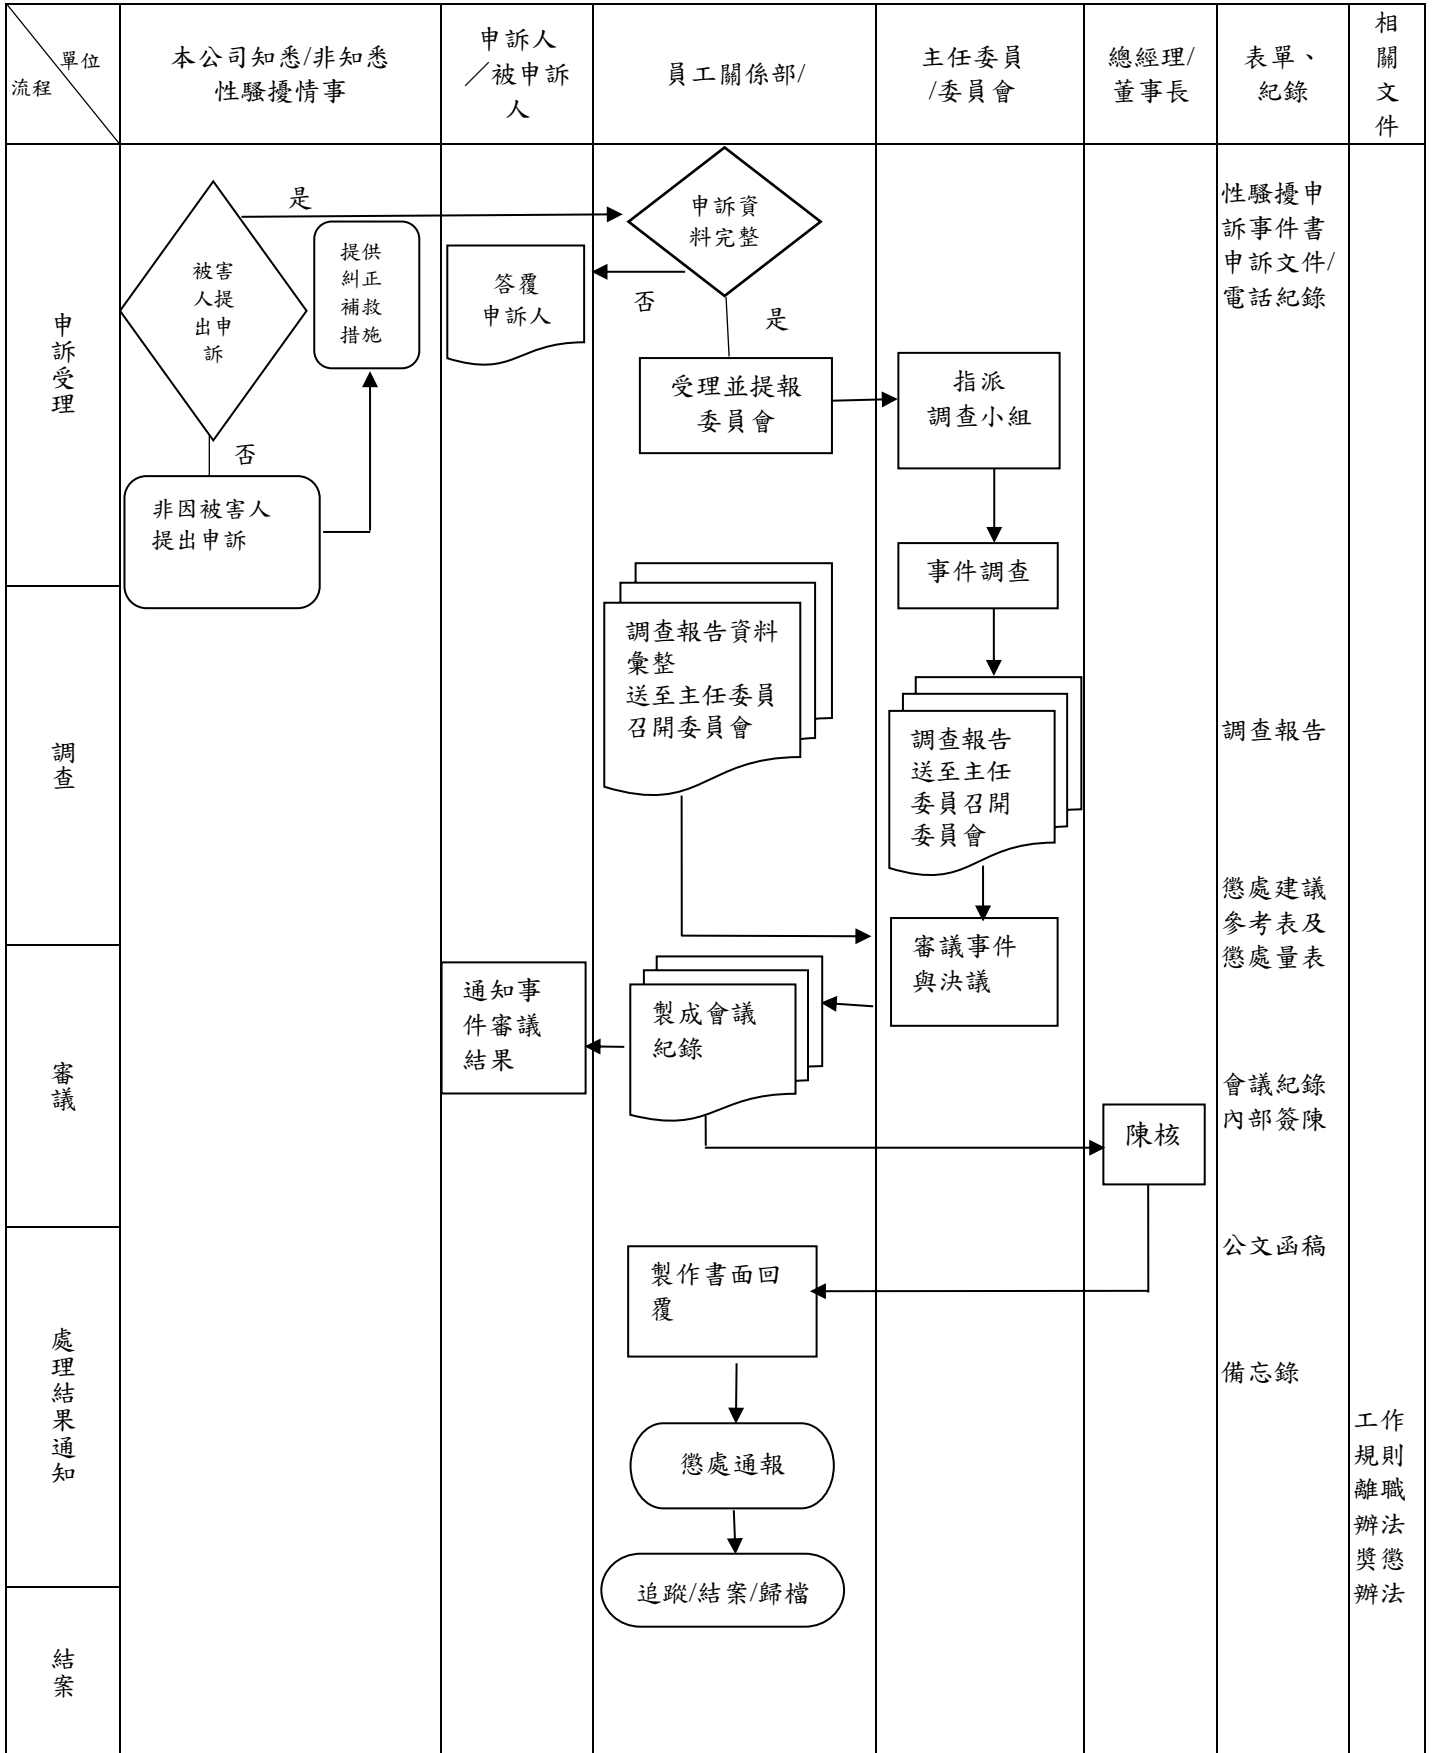 單位
流程
本公司知悉/非知悉
性騷擾情事
申訴人
／被申訴
人
員工關係部/
主任委員
/委員會
總經理/
董事長
表單、
紀錄
相
關
文
件
申訴受理
被害
人提
出申
訴
是
提供
糾正
補救
措施
否
非因被害人
提出申訴
答覆
申訴人
申訴資
料完整
否
是
受理並提報
委員會
指派
調查小組
事件調查
性騷擾申
訴事件書
申訴文件/
電話紀錄
調查
調查報告資料
彙整
送至主任委員
召開委員會
調查報告
送至主任
委員召開
委員會
調查報告
懲處建議
參考表及
懲處量表
審議
通知事
件審議
結果
製成會議
紀錄
審議事件
與決議
陳核
會議紀錄
內部簽陳
處理結果通知
製作書面回
覆
懲處通報
追蹤/結案/歸檔
公文函稿
備忘錄
工作
規則
離職
辦法
獎懲
辦法
結案